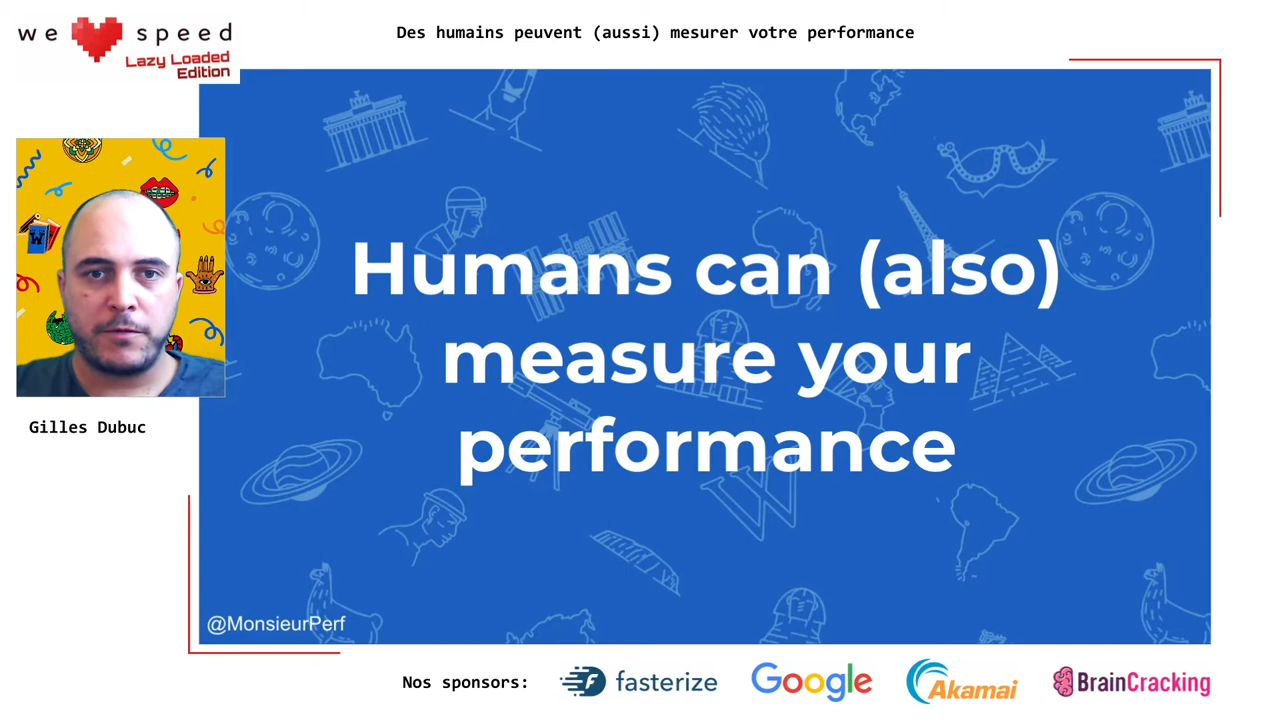 we speed
Lazy Loaded
Edition
Des humains peuvent (aussi) mesurer votre performance
W
Gilles Dubuc
Humans can (also)
measure your
performance
W
@MonsieurPerf
Nos sponsors:
F fasterize
Google
Akamai
BrainCracking